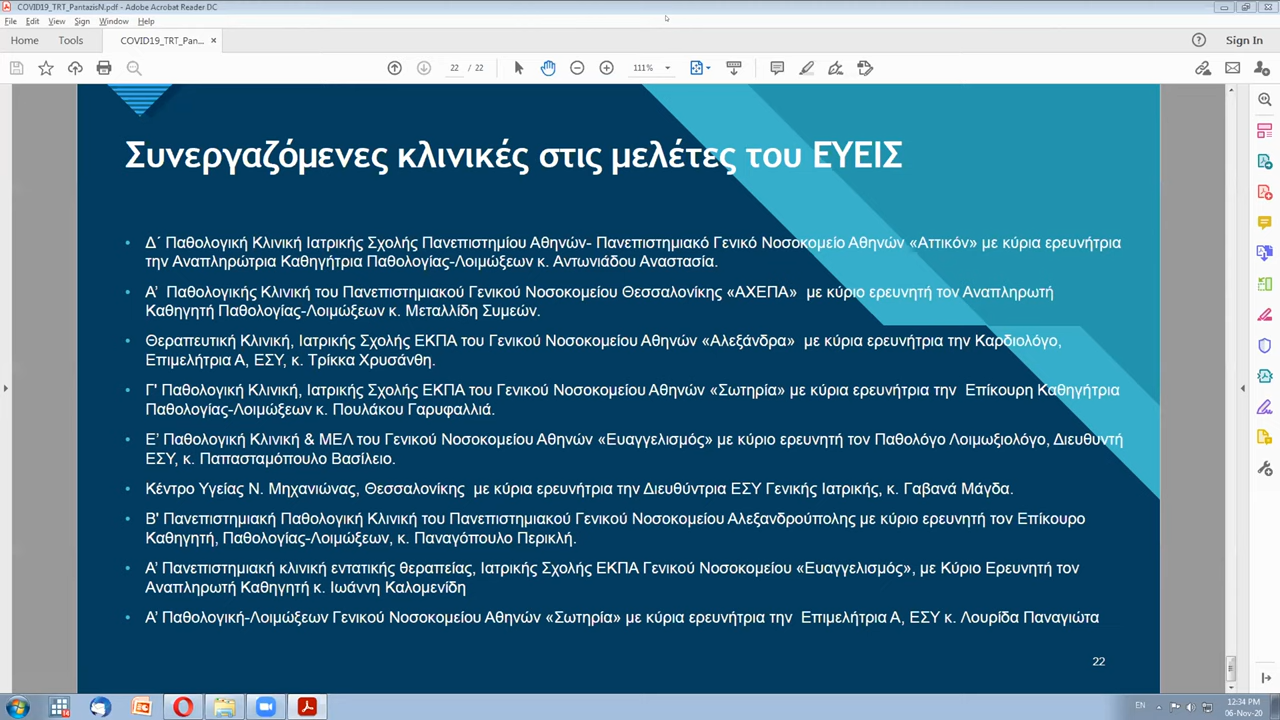 COVID19_TRT_PantazisN.pdf - Adobe Acrobat Reader DC
File Edit View Sign Window Help
Home Tools COVID19_TRT_Pan... × Sign In
22 / 22 111%
Συνεργαζόμενες κλινικές στις μελέτες του ΕΥΕΙΣ
• Δ΄ Παθολογική Κλινική Ιατρικής Σχολής Πανεπιστημίου Αθηνών- Πανεπιστημιακό Γενικό Νοσοκομείο Αθηνών «Αττικόν» με κύρια ερευνήτρια
την Αναπληρώτρια Καθηγήτρια Παθολογίας-Λοιμώξεων κ. Αντωνιάδου Αναστασία.
• Α’ Παθολογικής Κλινική του Πανεπιστημιακού Γενικού Νοσοκομείου Θεσσαλονίκης «ΑΧΕΠΑ» με κύριο ερευνητή τον Αναπληρωτή
Καθηγητή Παθολογίας-Λοιμώξεων κ. Μεταλλίδη Συμεών.
• Θεραπευτική Κλινική, Ιατρικής Σχολής ΕΚΠΑ του Γενικού Νοσοκομείου Αθηνών «Αλεξάνδρα» με κύρια ερευνήτρια την Καρδιολόγο,
Επιμελήτρια Α, ΕΣΥ, κ. Τρίκκα Χρυσάνθη.
• Γ' Παθολογική Κλινική, Ιατρικής Σχολής ΕΚΠΑ του Γενικού Νοσοκομείου Αθηνών «Σωτηρία» με κύρια ερευνήτρια την Επίκουρη Καθηγήτρια
Παθολογίας-Λοιμώξεων κ. Πουλάκου Γαρυφαλλιά.
• Ε’ Παθολογική Κλινική & ΜΕΛ του Γενικού Νοσοκομείου Αθηνών «Ευαγγελισμός» με κύριο ερευνητή τον Παθολόγο Λοιμωξιολόγο, Διευθυντή
ΕΣΥ, κ. Παπασταμόπουλο Βασίλειο.
• Κέντρο Υγείας Ν. Μηχανιώνας, Θεσσαλονίκης με κύρια ερευνήτρια την Διευθύντρια ΕΣΥ Γενικής Ιατρικής, κ. Γαβανά Μάγδα.
• Β' Πανεπιστημιακή Παθολογική Κλινική του Πανεπιστημιακού Γενικού Νοσοκομείου Αλεξανδρούπολης με κύριο ερευνητή τον Επίκουρο
Καθηγητή, Παθολογίας-Λοιμώξεων, κ. Παναγόπουλο Περικλή.
• Α’ Πανεπιστημιακή κλινική εντατικής θεραπείας, Ιατρικής Σχολής ΕΚΠΑ Γενικού Νοσοκομείου «Ευαγγελισμός», με Κύριο Ερευνητή τον
Αναπληρωτή Καθηγητή κ. Ιωάννη Καλομενίδη
• Α’ Παθολογική-Λοιμώξεων Γενικού Νοσοκομείου Αθηνών «Σωτηρία» με κύρια ερευνήτρια την Επιμελήτρια Α, ΕΣΥ κ. Λουρίδα Παναγιώτα
22
EN 12:34 PM
06-Nov-20